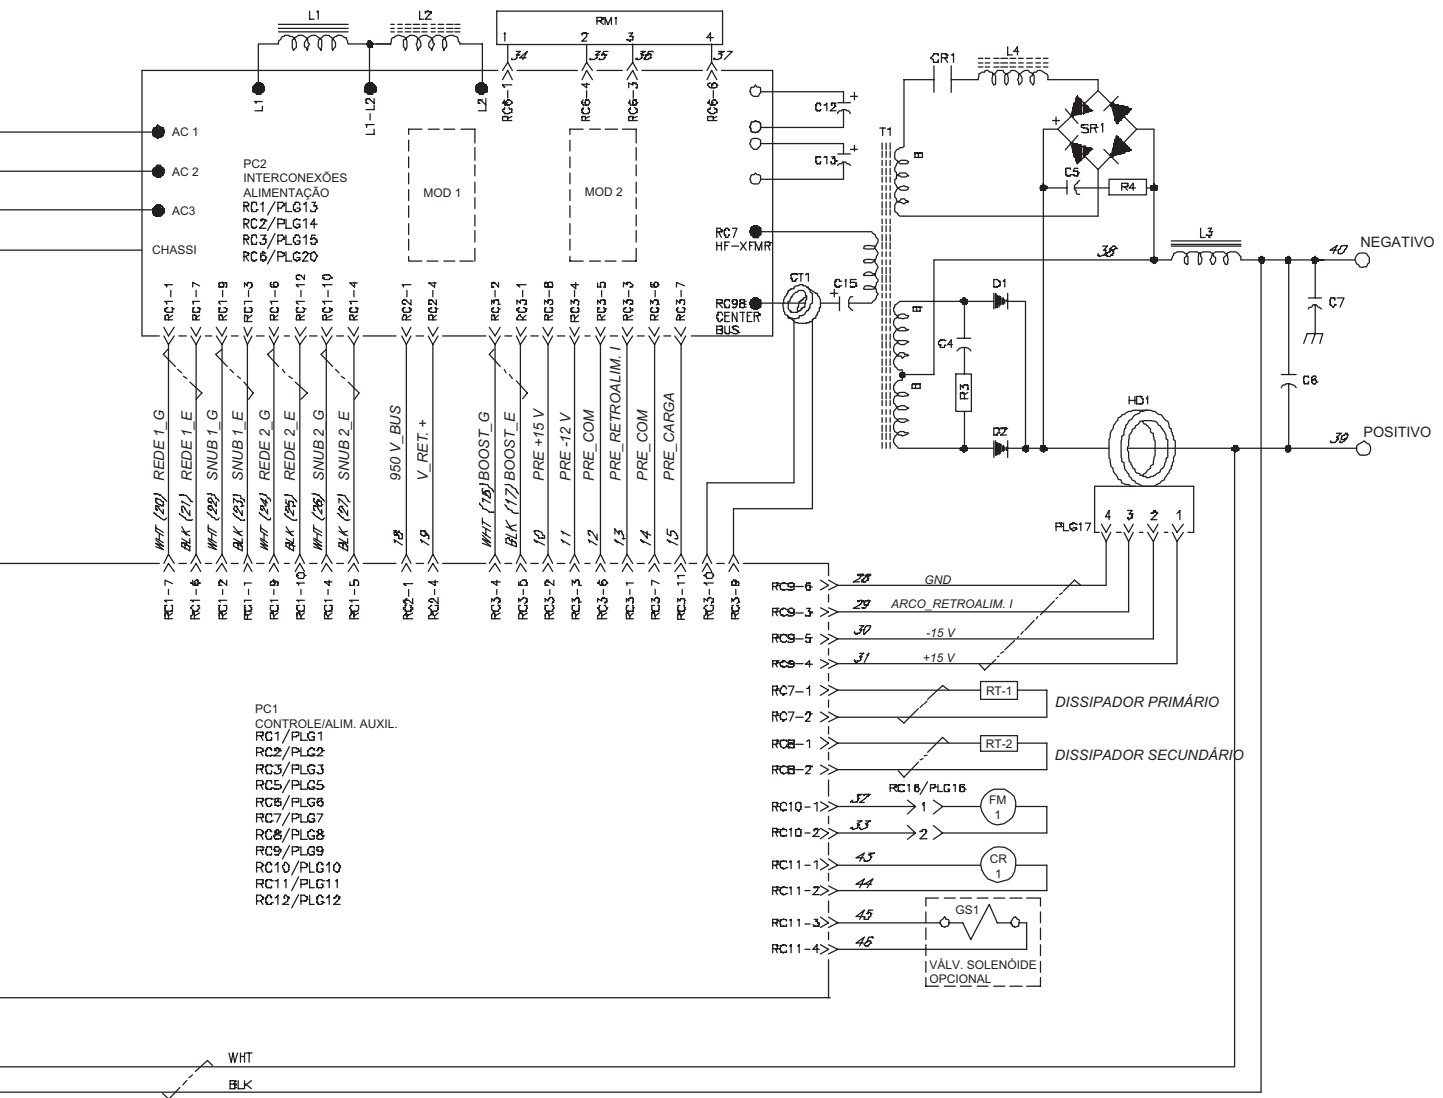 L1
L2
RM1
1 2 3 4
34 35 36 37
RC6-1
RC6-4
RC6-3
RC6-6
L1
L1-L2
L2
AC 1
AC 2
AC3
CHASSI
PC2
INTERCONEXÕES
ALIMENTAÇÃO
RC1/PLG13
RC2/PLG14
RC3/PLG15
RC6/PLG20
MOD 1
MOD 2
C12
+
C13
+
RC7
HF-XFMR
RC9B
CENTER
BUS
CT1
C15
+
T1
CR1
L4
SR1
+
C5
R4
L3
38
40
NEGATIVO
C7
C6
D1
C4
R3
D2
HD1
39
POSITIVO
PLG17
4 3 2 1
RC1-1
RC1-7
RC1-9
RC1-3
RC1-6
RC1-12
RC1-10
RC1-4
RC2-1
RC2-4
RC3-2
RC3-1
RC3-8
RC3-4
RC3-5
RC3-3
RC3-6
RC3-7
WHT (20) REDE 1_G
BLK (21) REDE 1_E
WHT (22) SNUB 1_G
BLK (23) SNUB 1_E
WHT (24) REDE 2_G
BLK (25) REDE 2_E
WHT (26) SNUB 2_G
BLK (27) SNUB 2_E
18 950 V_BUS
19 V_RET. +
WHT (16) BOOST_G
BLK (17) BOOST_E
10 PRE +15 V
11 PRE -12 V
12 PRE_COM
13 PRE_RETROALIM. I
14 PRE_COM
15 PRE_CARGA
RC1-7
RC1-6
RC1-2
RC1-1
RC1-9
RC1-10
RC1-4
RC1-5
RC2-1
RC2-4
RC3-4
RC3-5
RC3-2
RC3-3
RC3-6
RC3-1
RC3-7
RC3-11
RC3-10
RC3-9
RC9-6 28 GND
RC9-3 29 ARCO_RETROALIM. I
RC9-5 30 -15 V
RC9-4 31 +15 V
RC7-1 RT-1
DISSIPADOR PRIMÁRIO
RC7-2
RC8-1 RT-2
DISSIPADOR SECUNDÁRIO
RC8-2
RC16/PLG16
RC10-1 32 1 FM
1
RC10-2 33 2
RC11-1 43 CR
1
RC11-2 44
RC11-3 45 GS1
RC11-4 46
VÁLV. SOLENÓIDE
OPCIONAL
PC1
CONTROLE/ALIM. AUXIL.
RC1/PLG1
RC2/PLG2
RC3/PLG3
RC5/PLG5
RC6/PLG6
RC7/PLG7
RC8/PLG8
RC9/PLG9
RC10/PLG10
RC11/PLG11
RC12/PLG12
WHT
BLK